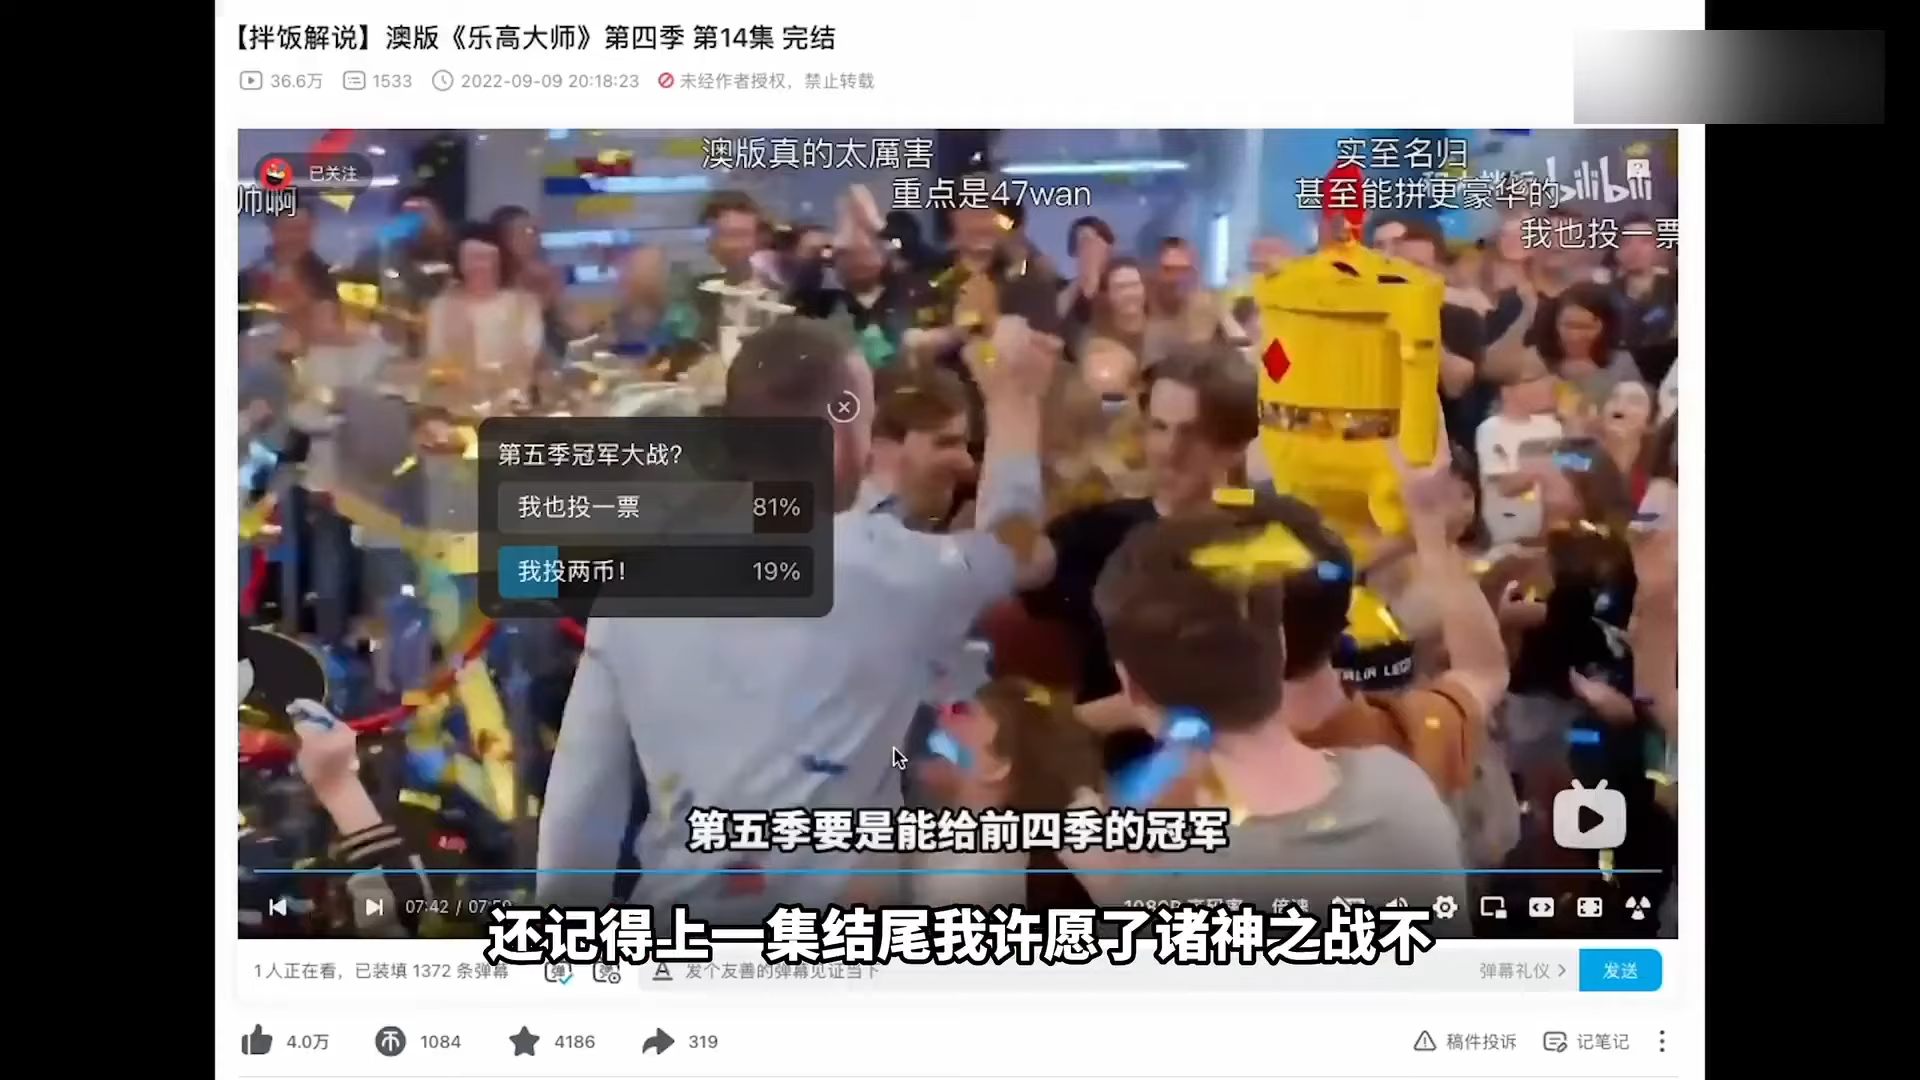 【拌饭解说】澳版《乐高大师》第四季 第14集 完结
36.6万 1533 2022-09-09 20:18:23 未经作者授权，禁止转载
澳版真的太厲害
实至名归
已关注
帅啊
重点是47wan
甚至能拼更豪华的
bilibili
我也投一票
第五季冠军大战?
我也投一票 81%
我投两币! 19%
第五季要是能给前四季的冠军
07:42 / 07:50
倍速
还记得上一集结尾我许愿了诸神之战不
1人正在看，已装填 1372 条弹幕
发个友善的弹幕见证当下
弹幕礼仪 >
发送
4.0万 1084 4186 319
稿件投诉 记笔记